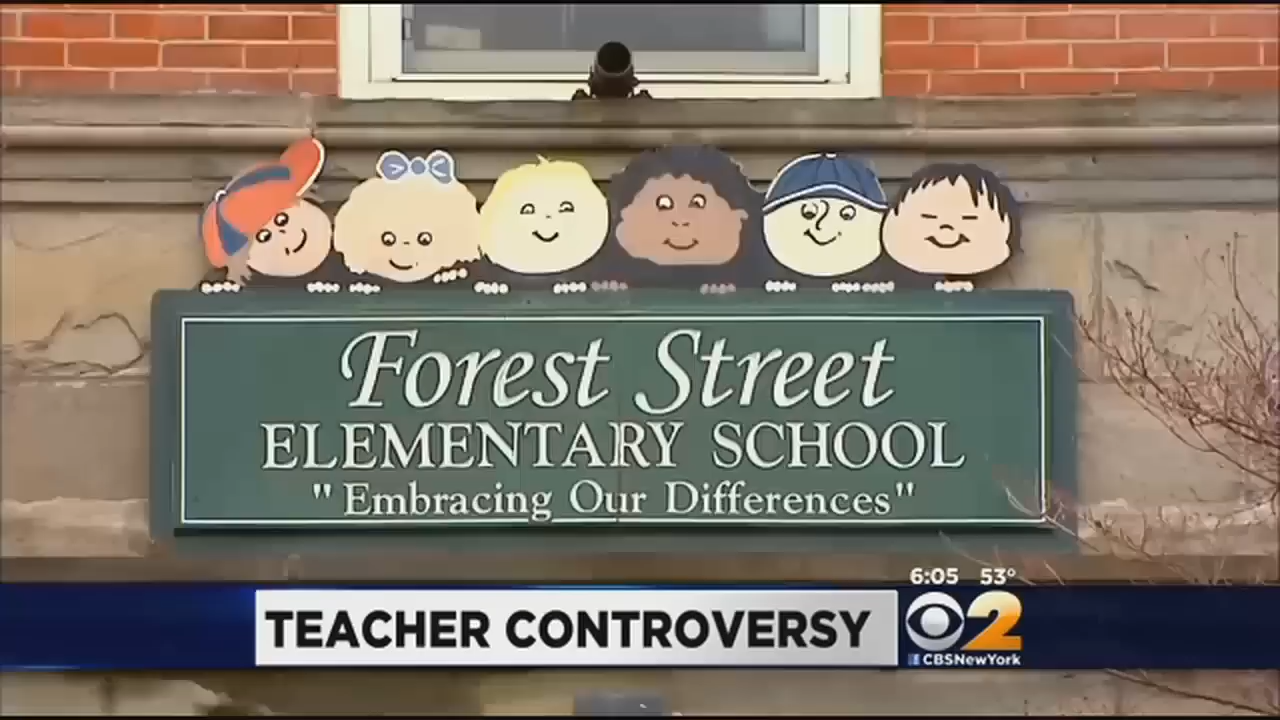 Forest Street
ELEMENTARY SCHOOL
"Embracing Our Differences"
6:05 53°
TEACHER CONTROVERSY
2
f CBSNewYork